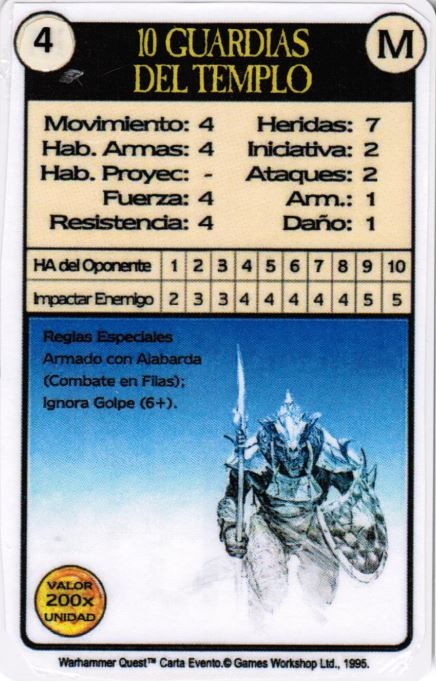 4
10 GUARDIAS
DEL TEMPLO
M
Movimiento: 4 Heridas: 7
Hab. Armas: 4 Iniciativa: 2
Hab. Proyec: - Ataques: 2
Fuerza: 4 Arm.: 1
Resistencia: 4 Daño: 1
HA del Oponente 1 2 3 4 5 6 7 8 9 10
Impactar Enemigo 2 3 3 4 4 4 4 4 5 5
Reglas Especiales
Armado con Alabarda
(Combate en Filas);
Ignora Golpe (6+).
VALOR
200x
UNIDAD
Warhammer Quest™ Carta Evento.© Games Workshop Ltd., 1995.